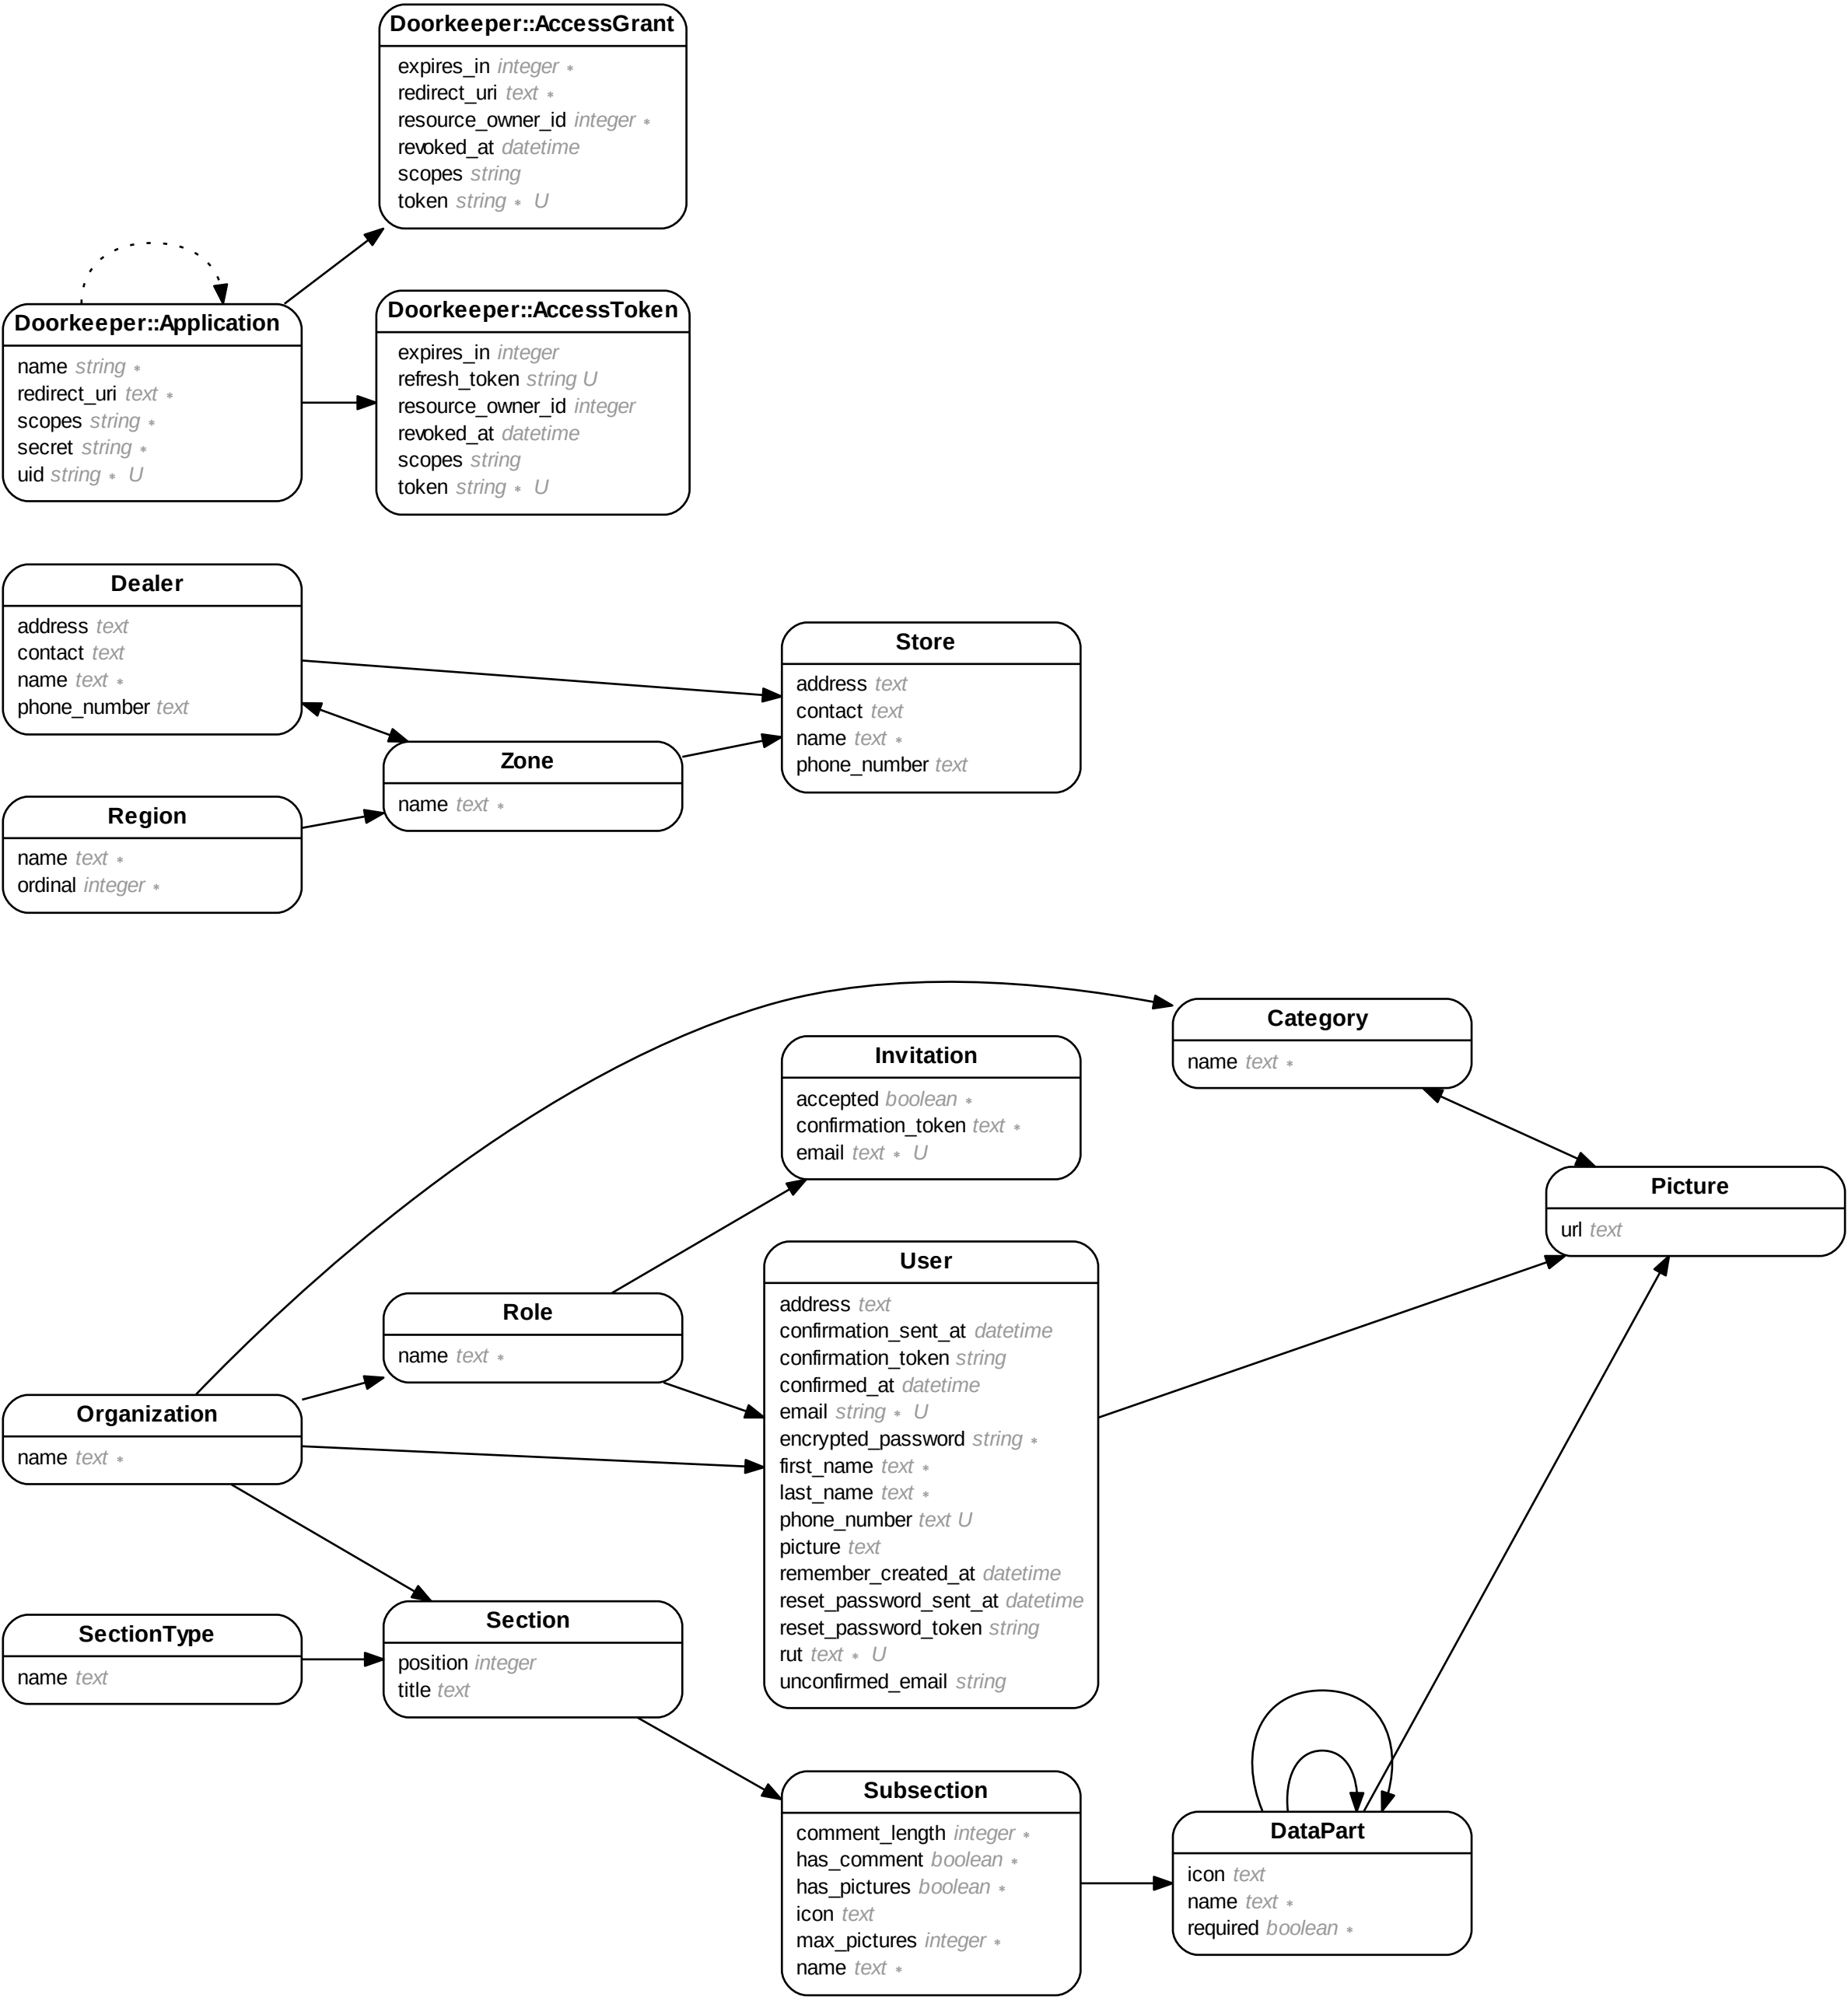 Doorkeeper::AccessGrant
expires_in integer *
redirect_uri text *
resource_owner_id integer *
revoked_at datetime
scopes string
token string * U
Doorkeeper::Application
name string *
redirect_uri text *
scopes string *
secret string *
uid string * U
Doorkeeper::AccessToken
expires_in integer
refresh_token string U
resource_owner_id integer
revoked_at datetime
scopes string
token string * U
Dealer
address text
contact text
name text *
phone_number text
Store
address text
contact text
name text *
phone_number text
Zone
name text *
Region
name text *
ordinal integer *
Category
name text *
Invitation
accepted boolean *
confirmation_token text *
email text * U
Picture
url text
User
address text
confirmation_sent_at datetime
confirmation_token string
confirmed_at datetime
email string * U
encrypted_password string *
first_name text *
last_name text *
phone_number text U
picture text
remember_created_at datetime
reset_password_sent_at datetime
reset_password_token string
rut text * U
unconfirmed_email string
Role
name text *
Organization
name text *
SectionType
name text
Section
position integer
title text
Subsection
comment_length integer *
has_comment boolean *
has_pictures boolean *
icon text
max_pictures integer *
name text *
DataPart
icon text
name text *
required boolean *